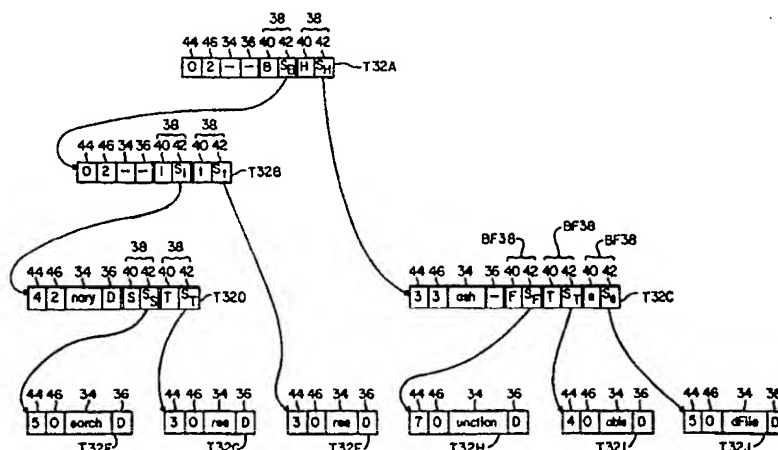 38 38
44 46 34 36 40 42 40 42
0 2 – – B S_B H S_H T32A
38 38
44 46 34 36 40 42 40 42
0 2 – – i S_i t S_t T32B
38 38
44 46 34 36 40 42 40 42
4 2 nary D S S_S T S_T T32D
BF38 BF38 BF38
44 46 34 36 40 42 40 42 40 42
3 3 ash – F S_F T S_T e S_e T32C
44 46 34 36 44 46 34 36 44 46 34 36 44 46 34 36 44 46 34 36 44 46 34 36
5 0 earch D 3 0 ree D 3 0 ree D 7 0 unction D 4 0 able D 5 0 dFile D
T32G T32H T32I T32J